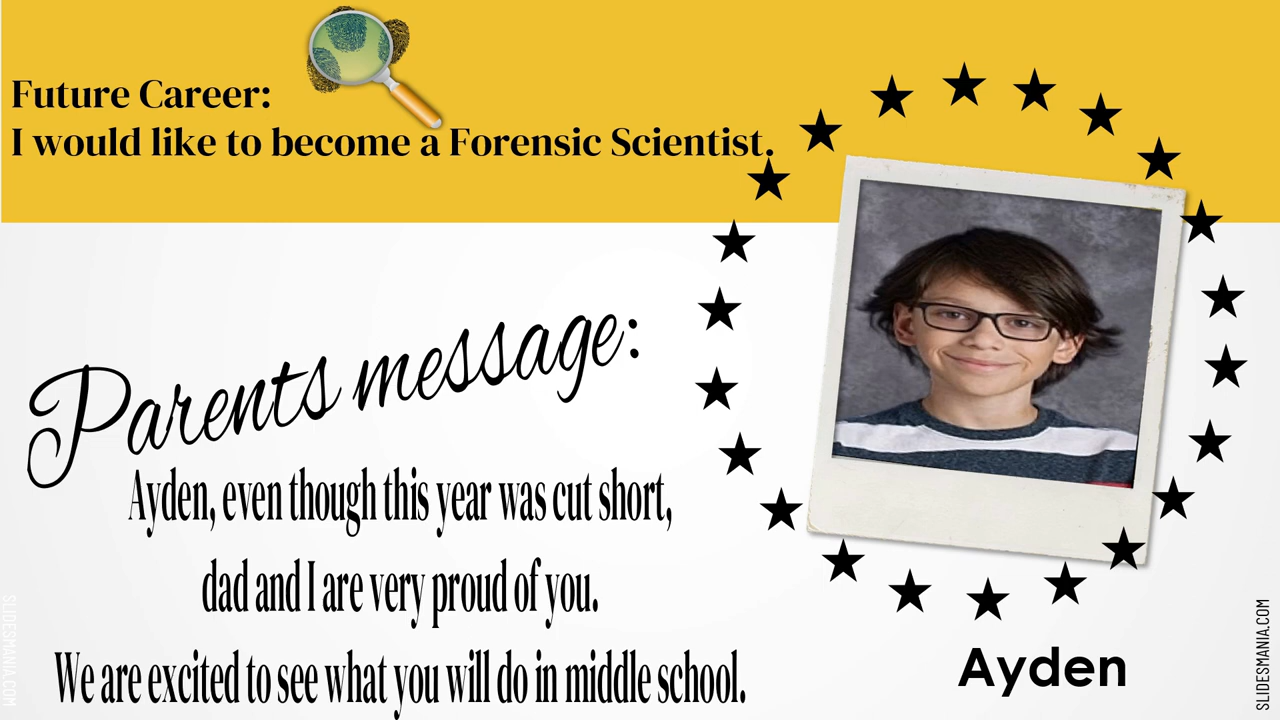 Future Career:
I would like to become a Forensic Scientist.
Parents message:
Ayden, even though this year was cut short,
dad and I are very proud of you.
We are excited to see what you will do in middle school.
Ayden
SLIDESMANIA.COM
SLIDESMANIA.COM